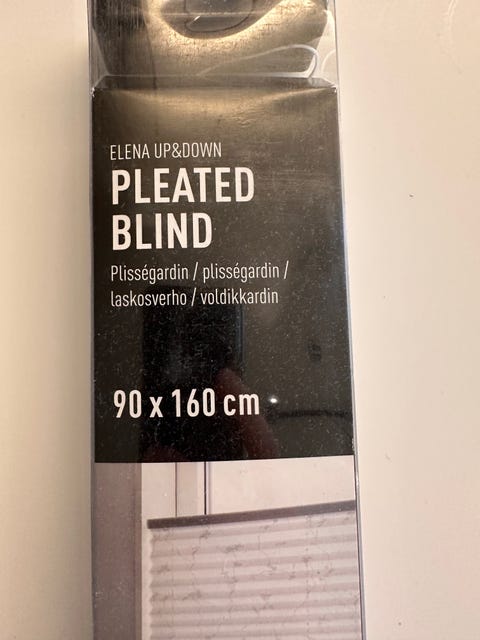 ELENA UP&DOWN
PLEATED
BLIND
Plisségardin / plisségardin /
laskosverho / voldikkardin
90 x 160 cm